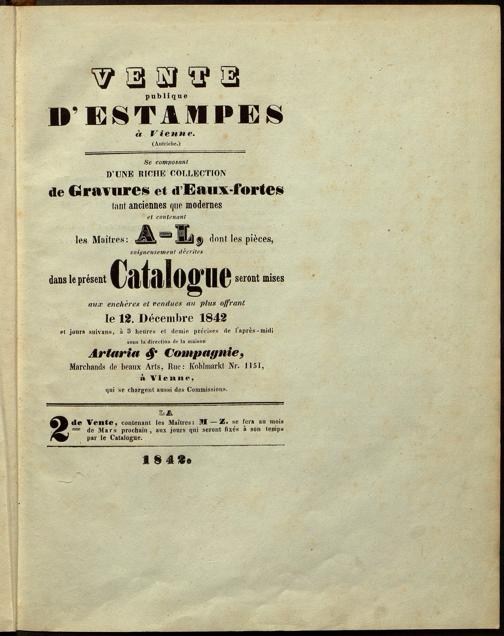 VENTE
publique
D'ESTAMPES
à Vienne.
(Autriche.)
Se composant
D'UNE RICHE COLLECTION
de Gravures et d'Eaux-fortes
tant anciennes que modernes
et contenant
les Maîtres: A–L, dont les pièces,
soigneusement décrites
dans le présent Catalogue seront mises
aux enchères et vendues au plus offrant
le 12. Décembre 1842
et jours suivans, à 3 heures et demie précises de l'après-midi
sous la direction de la maison
Artaria & Compagnie,
Marchands de beaux Arts, Rue: Kohlmarkt Nr. 1151,
à Vienne,
qui se chargent aussi des Commissions.
LA
2 de Vente, contenant les Maîtres: M – Z. se fera au mois
de Mars prochain, aux jours qui seront fixés à son temps
par le Catalogue.
1842.